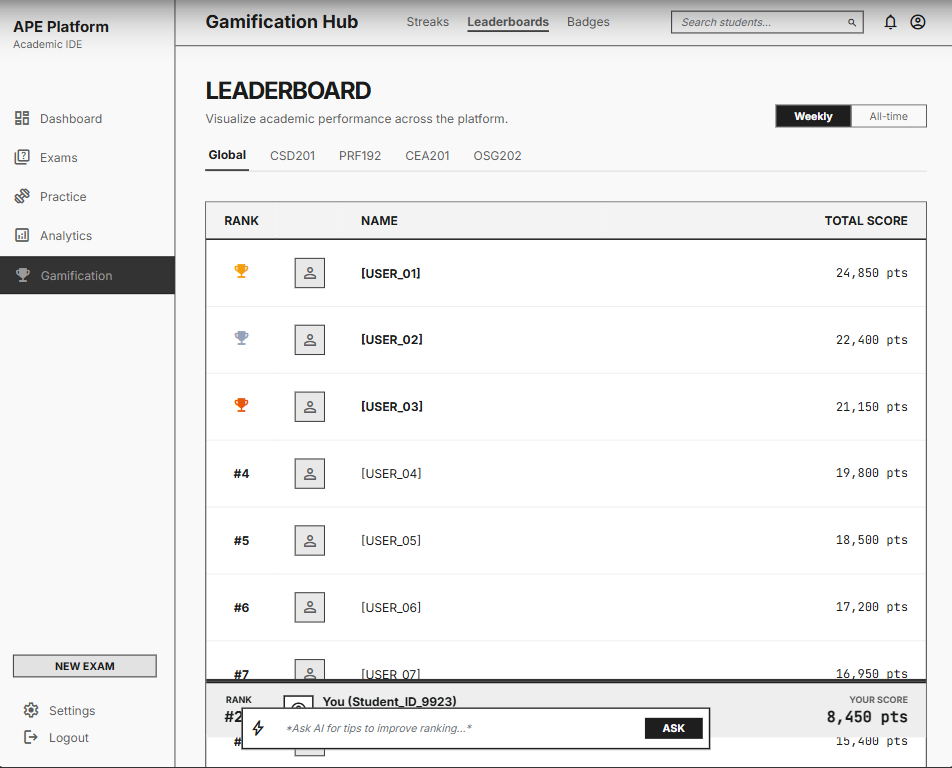 APE Platform
Academic IDE
Dashboard
Exams
Practice
Analytics
Gamification
NEW EXAM
Settings
Logout
Gamification Hub
Streaks Leaderboards Badges
Search students...
LEADERBOARD
Visualize academic performance across the platform.
Weekly All-time
Global CSD201 PRF192 CEA201 OSG202
RANK NAME TOTAL SCORE
[USER_01] 24,850 pts
[USER_02] 22,400 pts
[USER_03] 21,150 pts
#4 [USER_04] 19,800 pts
#5 [USER_05] 18,500 pts
#6 [USER_06] 17,200 pts
#7 [USER_07] 16,950 pts
RANK You (Student_ID_9923) YOUR SCORE
8,450 pts
*Ask AI for tips to improve ranking...* ASK
15,400 pts